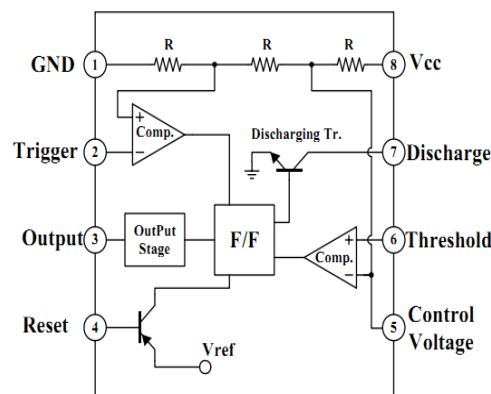 R R R
GND 1 8 Vcc
+
Comp.
−
Trigger 2 Discharging Tr. 7 Discharge
Output 3 OutPut
Stage
F/F
+
Comp.
−
6 Threshold
Reset 4 Vref 5 Control
Voltage